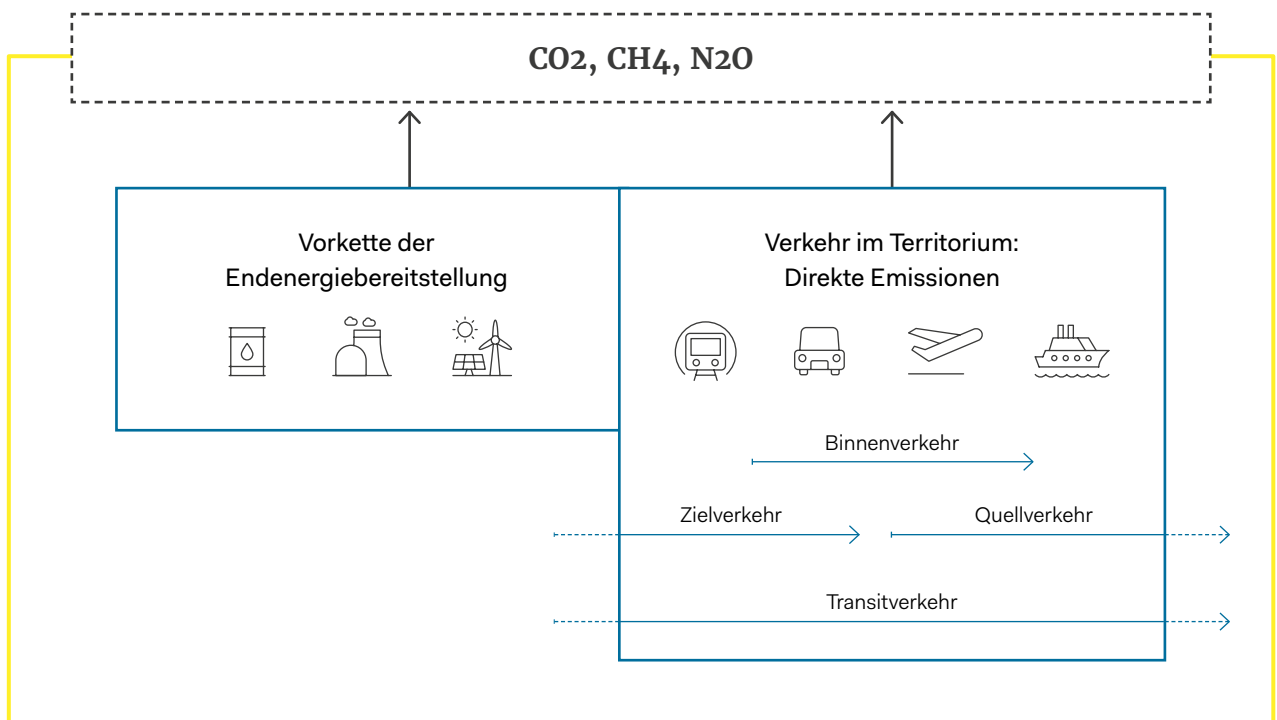 CO2, CH4, N2O
Vorkette der
Endenergiebereitstellung
Verkehr im Territorium:
Direkte Emissionen
Binnenverkehr
Zielverkehr
Quellverkehr
Transitverkehr